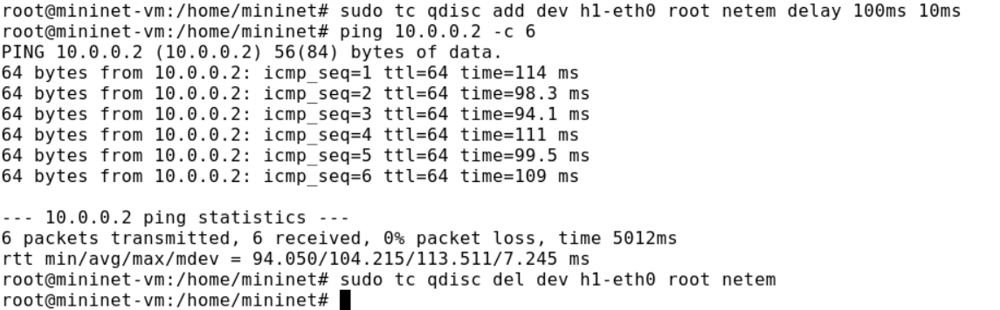 root@mininet-vm:/home/mininet# sudo tc qdisc add dev h1-eth0 root netem delay 100ms 10ms
root@mininet-vm:/home/mininet# ping 10.0.0.2 -c 6
PING 10.0.0.2 (10.0.0.2) 56(84) bytes of data.
64 bytes from 10.0.0.2: icmp_seq=1 ttl=64 time=114 ms
64 bytes from 10.0.0.2: icmp_seq=2 ttl=64 time=98.3 ms
64 bytes from 10.0.0.2: icmp_seq=3 ttl=64 time=94.1 ms
64 bytes from 10.0.0.2: icmp_seq=4 ttl=64 time=111 ms
64 bytes from 10.0.0.2: icmp_seq=5 ttl=64 time=99.5 ms
64 bytes from 10.0.0.2: icmp_seq=6 ttl=64 time=109 ms

--- 10.0.0.2 ping statistics ---
6 packets transmitted, 6 received, 0% packet loss, time 5012ms
rtt min/avg/max/mdev = 94.050/104.215/113.511/7.245 ms
root@mininet-vm:/home/mininet# sudo tc qdisc del dev h1-eth0 root netem
root@mininet-vm:/home/mininet#